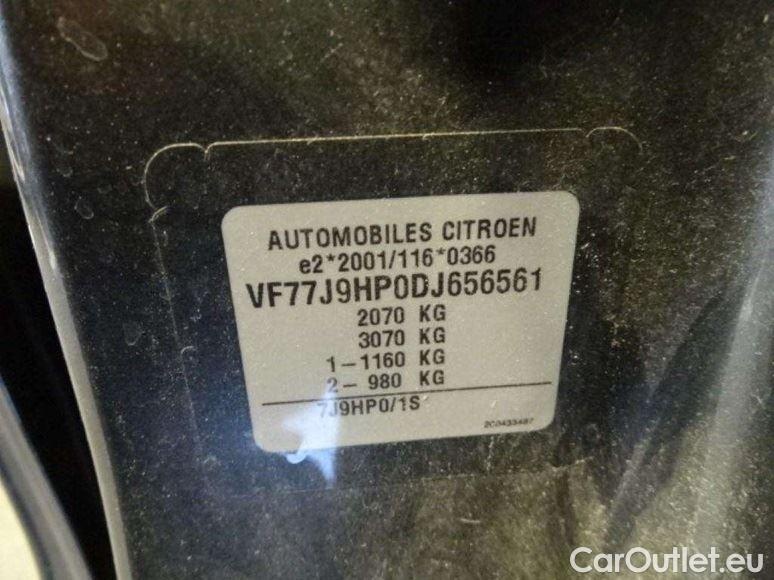 AUTOMOBILES CITROEN
e2*2001/116*0366
VF77J9HP0DJ656561
2070 KG
3070 KG
1-1160 KG
2- 980 KG
7J9HP0/1S
2C0433487
CarOutlet.eu